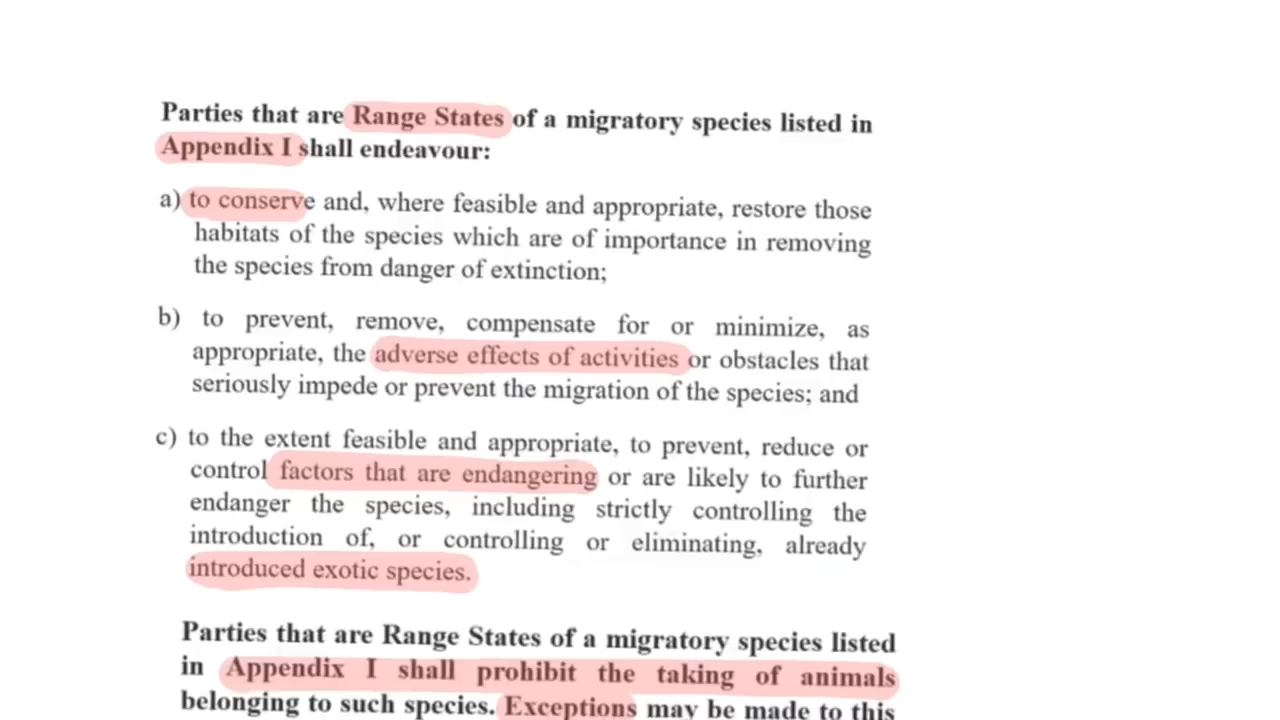 Parties that are Range States of a migratory species listed in
Appendix I shall endeavour:
a) to conserve and, where feasible and appropriate, restore those
habitats of the species which are of importance in removing
the species from danger of extinction;
b) to prevent, remove, compensate for or minimize, as
appropriate, the adverse effects of activities or obstacles that
seriously impede or prevent the migration of the species; and
c) to the extent feasible and appropriate, to prevent, reduce or
control factors that are endangering or are likely to further
endanger the species, including strictly controlling the
introduction of, or controlling or eliminating, already
introduced exotic species.
Parties that are Range States of a migratory species listed
in Appendix I shall prohibit the taking of animals
belonging to such species. Exceptions may be made to this